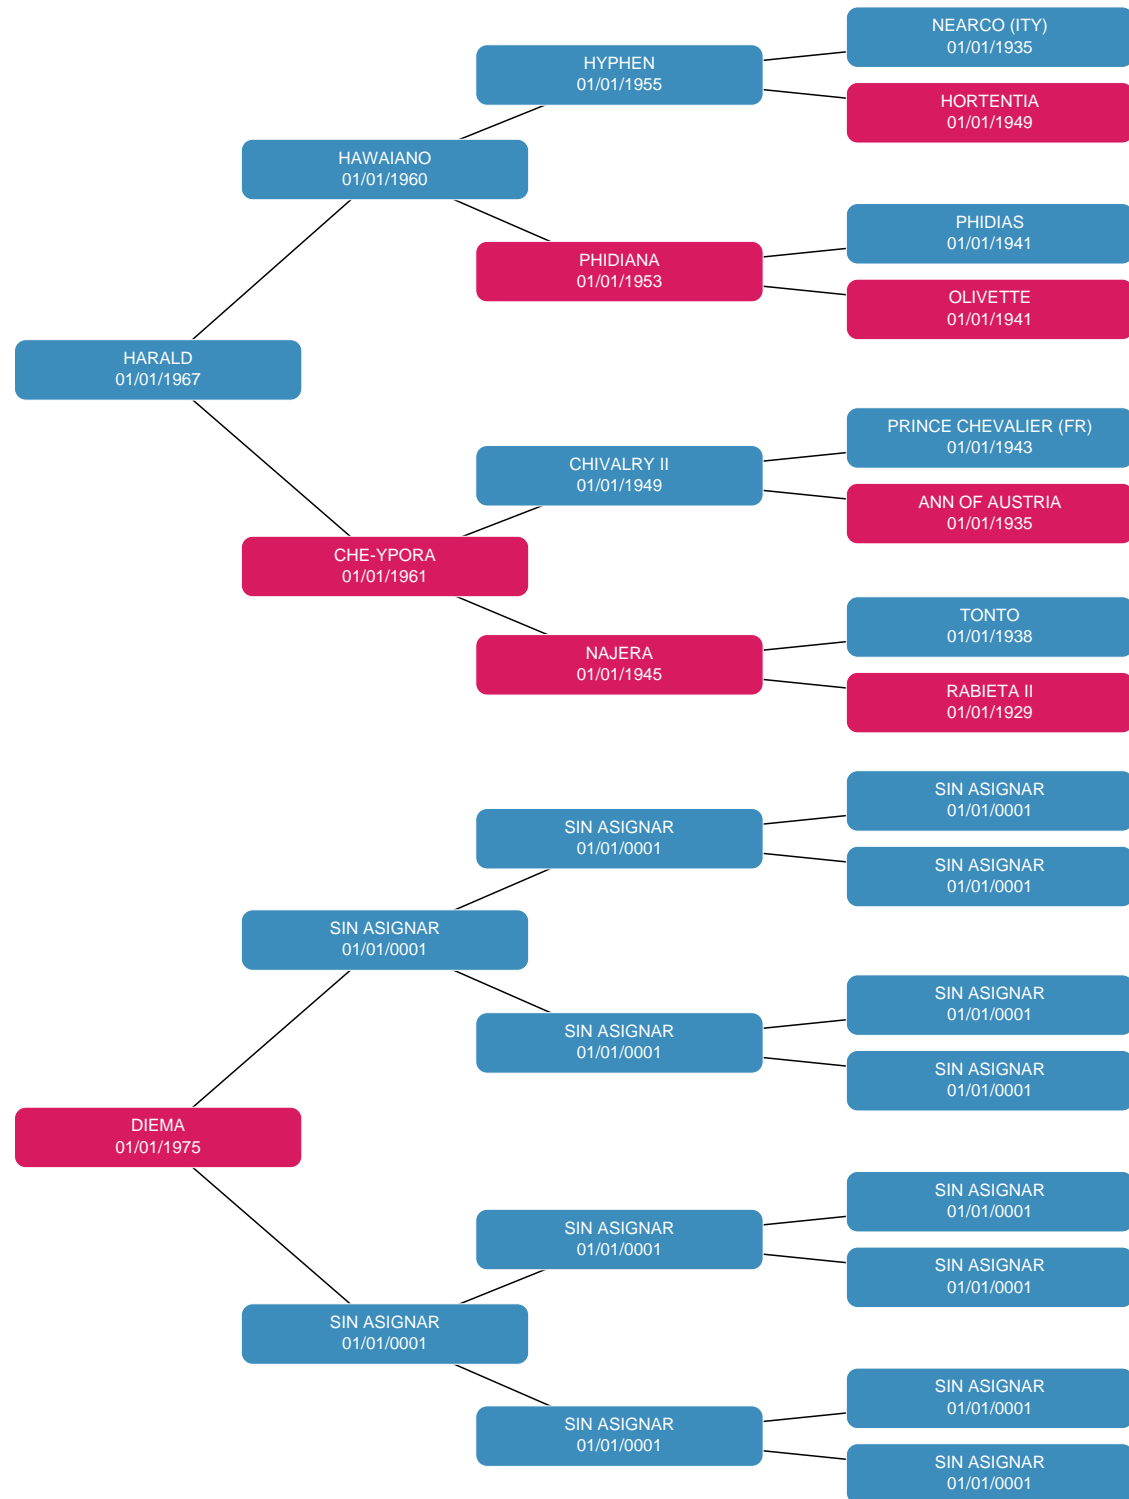 NEARCO (ITY)
01/01/1935
HYPHEN
01/01/1955
HORTENTIA
01/01/1949
HAWAIANO
01/01/1960
PHIDIAS
01/01/1941
PHIDIANA
01/01/1953
OLIVETTE
01/01/1941
HARALD
01/01/1967
PRINCE CHEVALIER (FR)
01/01/1943
CHIVALRY II
01/01/1949
ANN OF AUSTRIA
01/01/1935
CHE-YPORA
01/01/1961
TONTO
01/01/1938
NAJERA
01/01/1945
RABIETA II
01/01/1929
SIN ASIGNAR
01/01/0001
SIN ASIGNAR
01/01/0001
SIN ASIGNAR
01/01/0001
SIN ASIGNAR
01/01/0001
SIN ASIGNAR
01/01/0001
SIN ASIGNAR
01/01/0001
SIN ASIGNAR
01/01/0001
DIEMA
01/01/1975
SIN ASIGNAR
01/01/0001
SIN ASIGNAR
01/01/0001
SIN ASIGNAR
01/01/0001
SIN ASIGNAR
01/01/0001
SIN ASIGNAR
01/01/0001
SIN ASIGNAR
01/01/0001
SIN ASIGNAR
01/01/0001